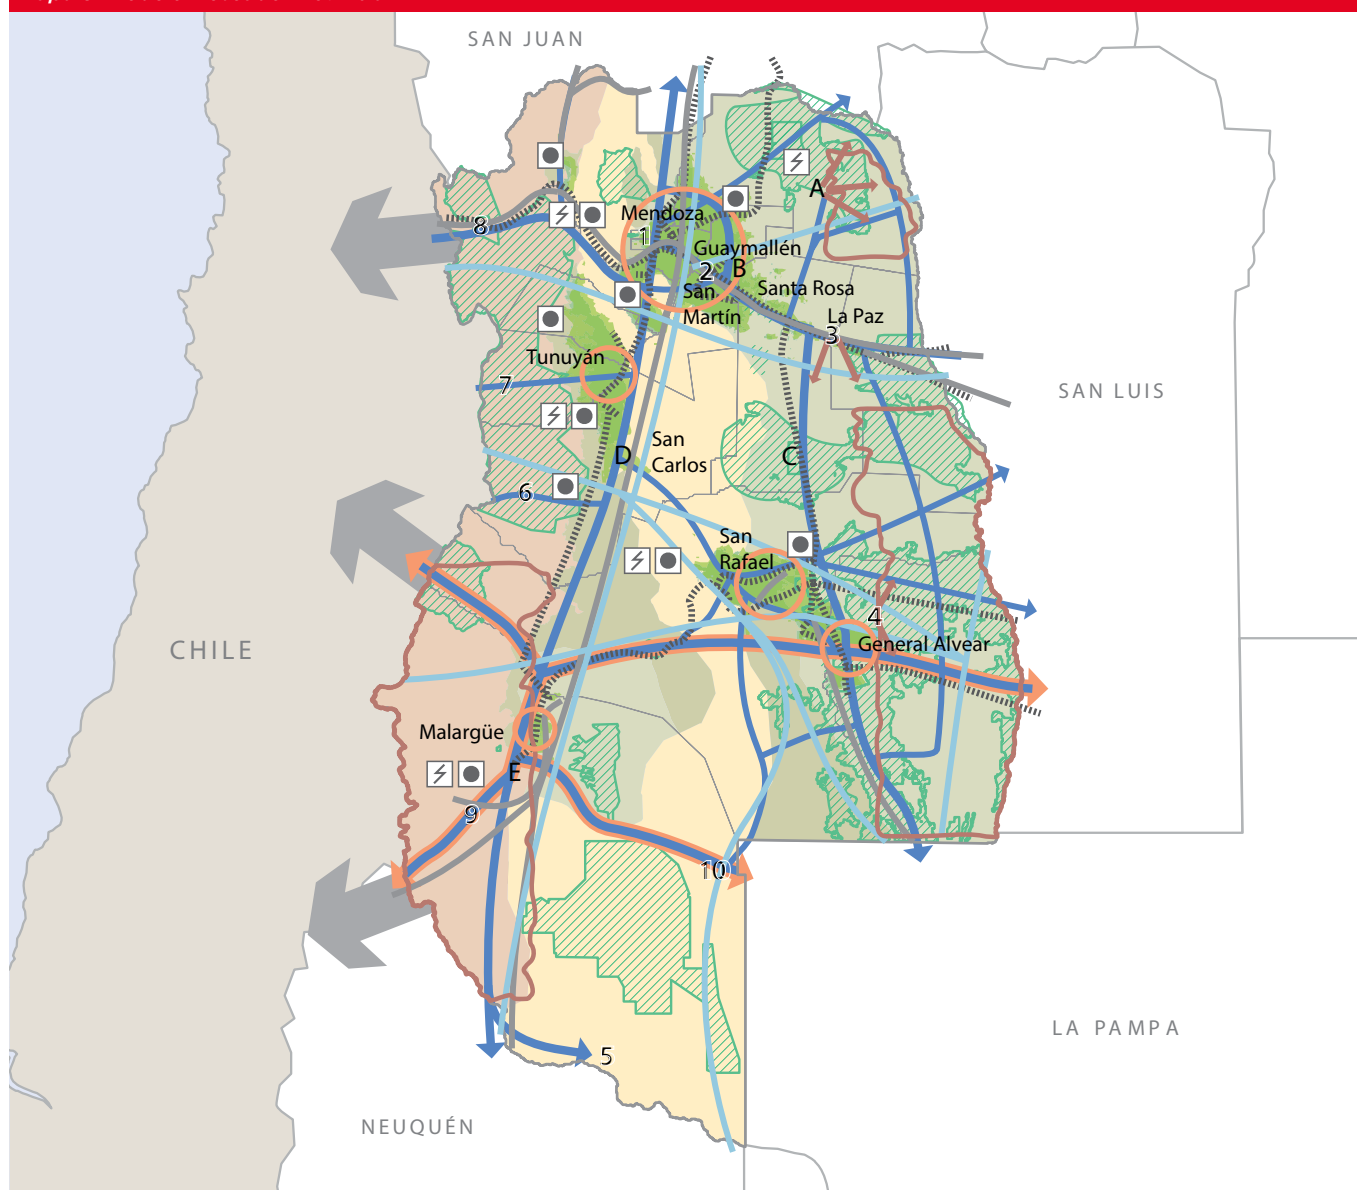 SAN JUAN
A
8
Mendoza
1
Guaymallén
2
B
San
Martín
Santa Rosa
La Paz
3
Tunuyán
7
SAN LUIS
D
San
Carlos
C
6
San
Rafael
4
General Alvear
CHILE
Malargüe
E
9
10
5
LA PAMPA
NEUQUÉN